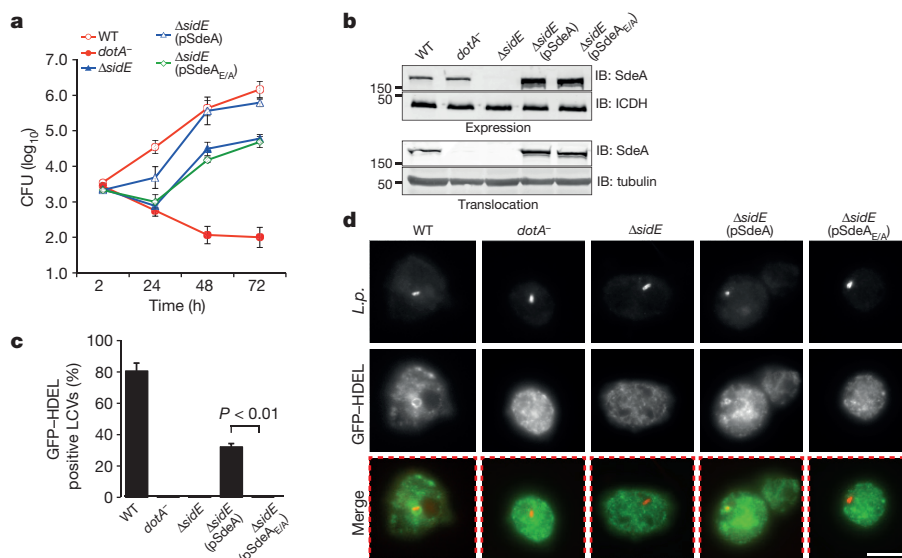 a
WT
dotA⁻
ΔsidE
ΔsidE
(pSdeA)
ΔsidE
(pSdeA_E/A)
CFU (log₁₀)
7.0
6.0
5.0
4.0
3.0
2.0
1.0
2 24 48 72
Time (h)
b
WT
dotA⁻
ΔsidE
ΔsidE
(pSdeA)
ΔsidE
(pSdeA_E/A)
150
IB: SdeA
50
IB: ICDH
Expression
150
IB: SdeA
50
IB: tubulin
Translocation
c
GFP–HDEL
positive LCVs (%)
100
80
60
40
20
0
P < 0.01
WT
dotA⁻
ΔsidE
ΔsidE
(pSdeA)
ΔsidE
(pSdeA_E/A)
d
WT
dotA⁻
ΔsidE
ΔsidE
(pSdeA)
ΔsidE
(pSdeA_E/A)
L.p.
GFP–HDEL
Merge